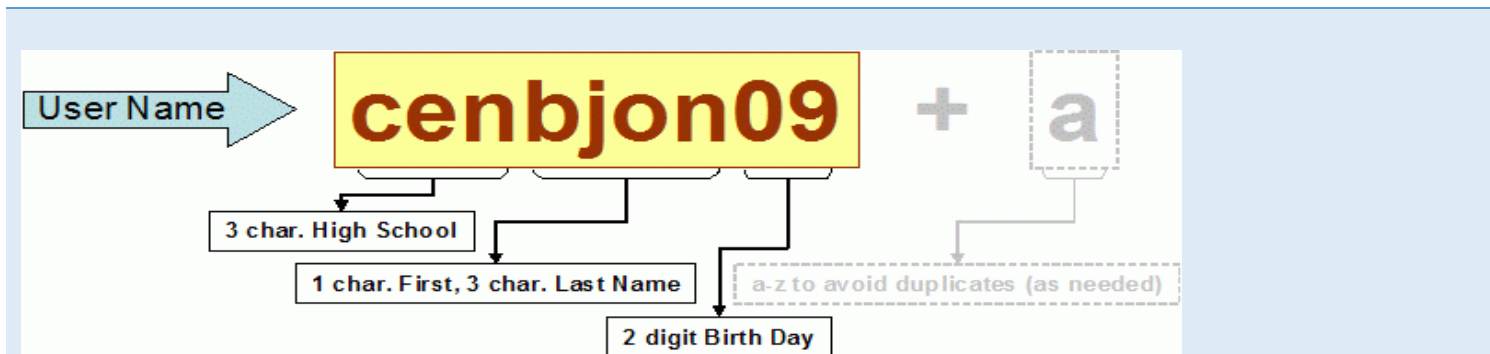 User Name
cenbjon09 + a
3 char. High School
1 char. First, 3 char. Last Name
a-z to avoid duplicates (as needed)
2 digit Birth Day